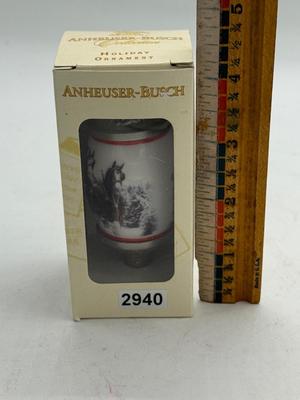 ANHEUSER-BUSCH
Collection
HOLIDAY
ORNAMENT
ANHEUSER-BUSCH
2940
5
4
3
2
1